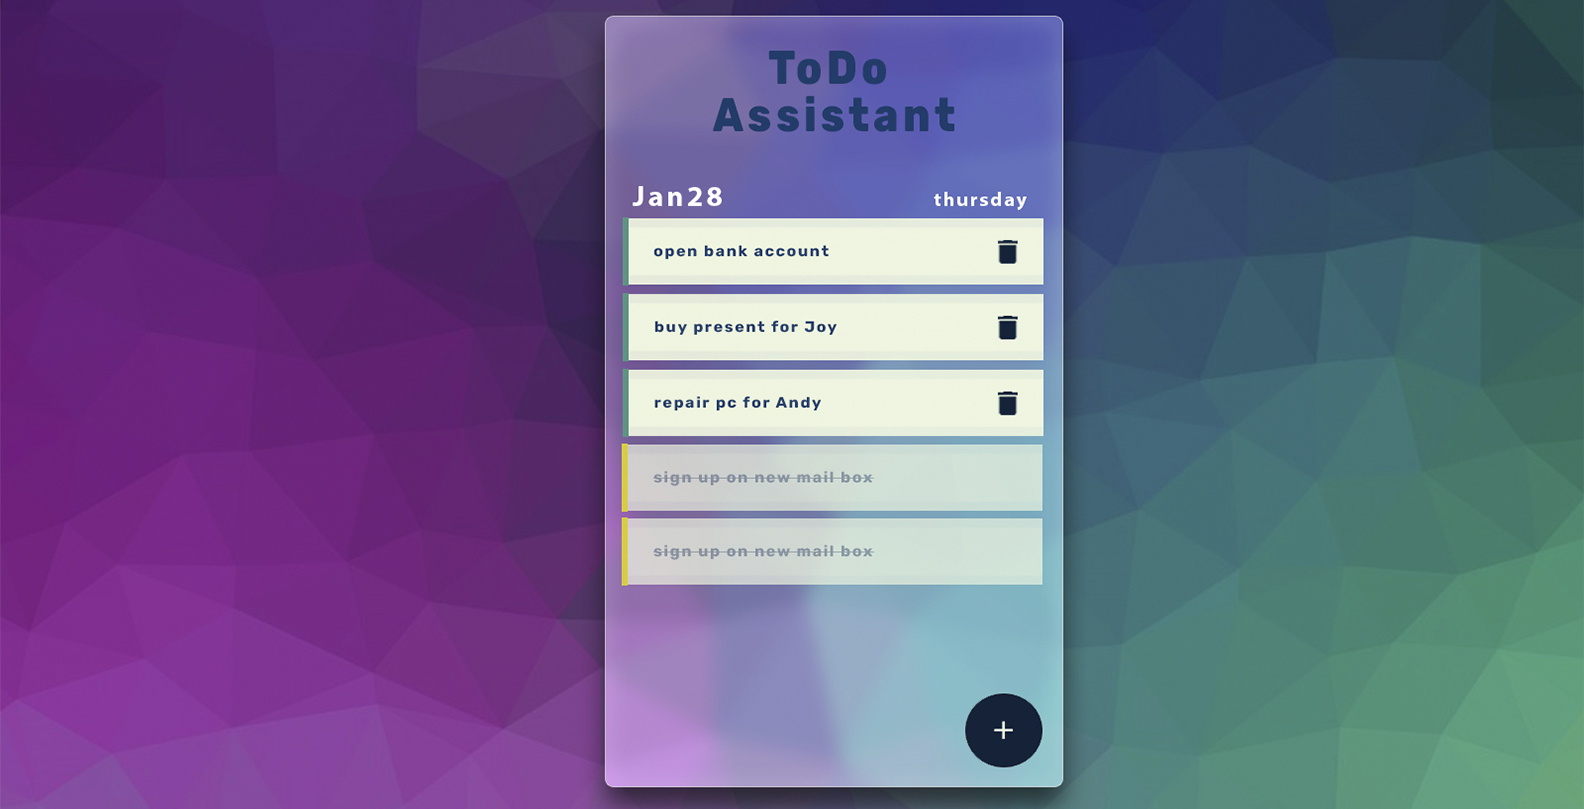 ToDo
Assistant
Jan28
thursday
open bank account
buy present for Joy
repair pc for Andy
sign up on new mail box
sign up on new mail box
+